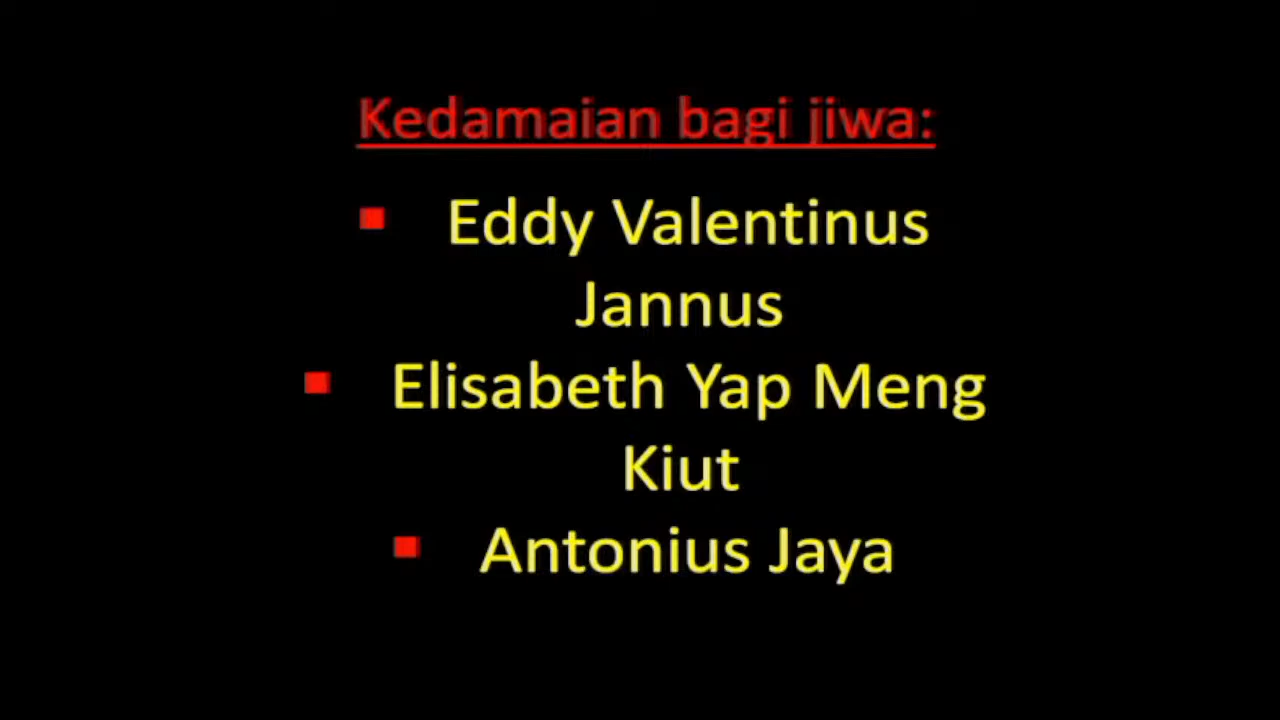 Kedamaian bagi jiwa:
▪ Eddy Valentinus
Jannus
▪ Elisabeth Yap Meng
Kiut
▪ Antonius Jaya